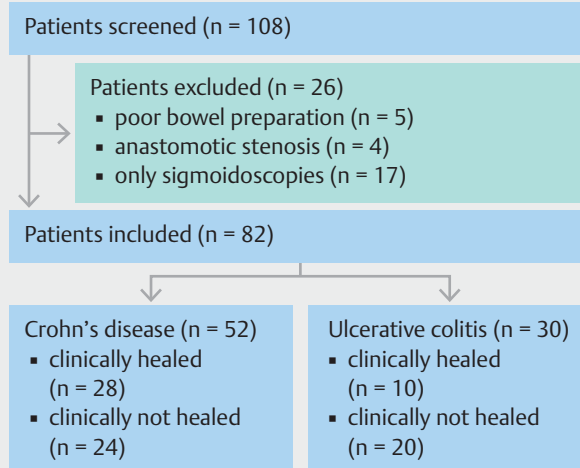 Patients screened (n = 108)
Patients excluded (n = 26)
▪ poor bowel preparation (n = 5)
▪ anastomotic stenosis (n = 4)
▪ only sigmoidoscopies (n = 17)
Patients included (n = 82)
Crohn’s disease (n = 52)
▪ clinically healed
(n = 28)
▪ clinically not healed
(n = 24)
Ulcerative colitis (n = 30)
▪ clinically healed
(n = 10)
▪ clinically not healed
(n = 20)